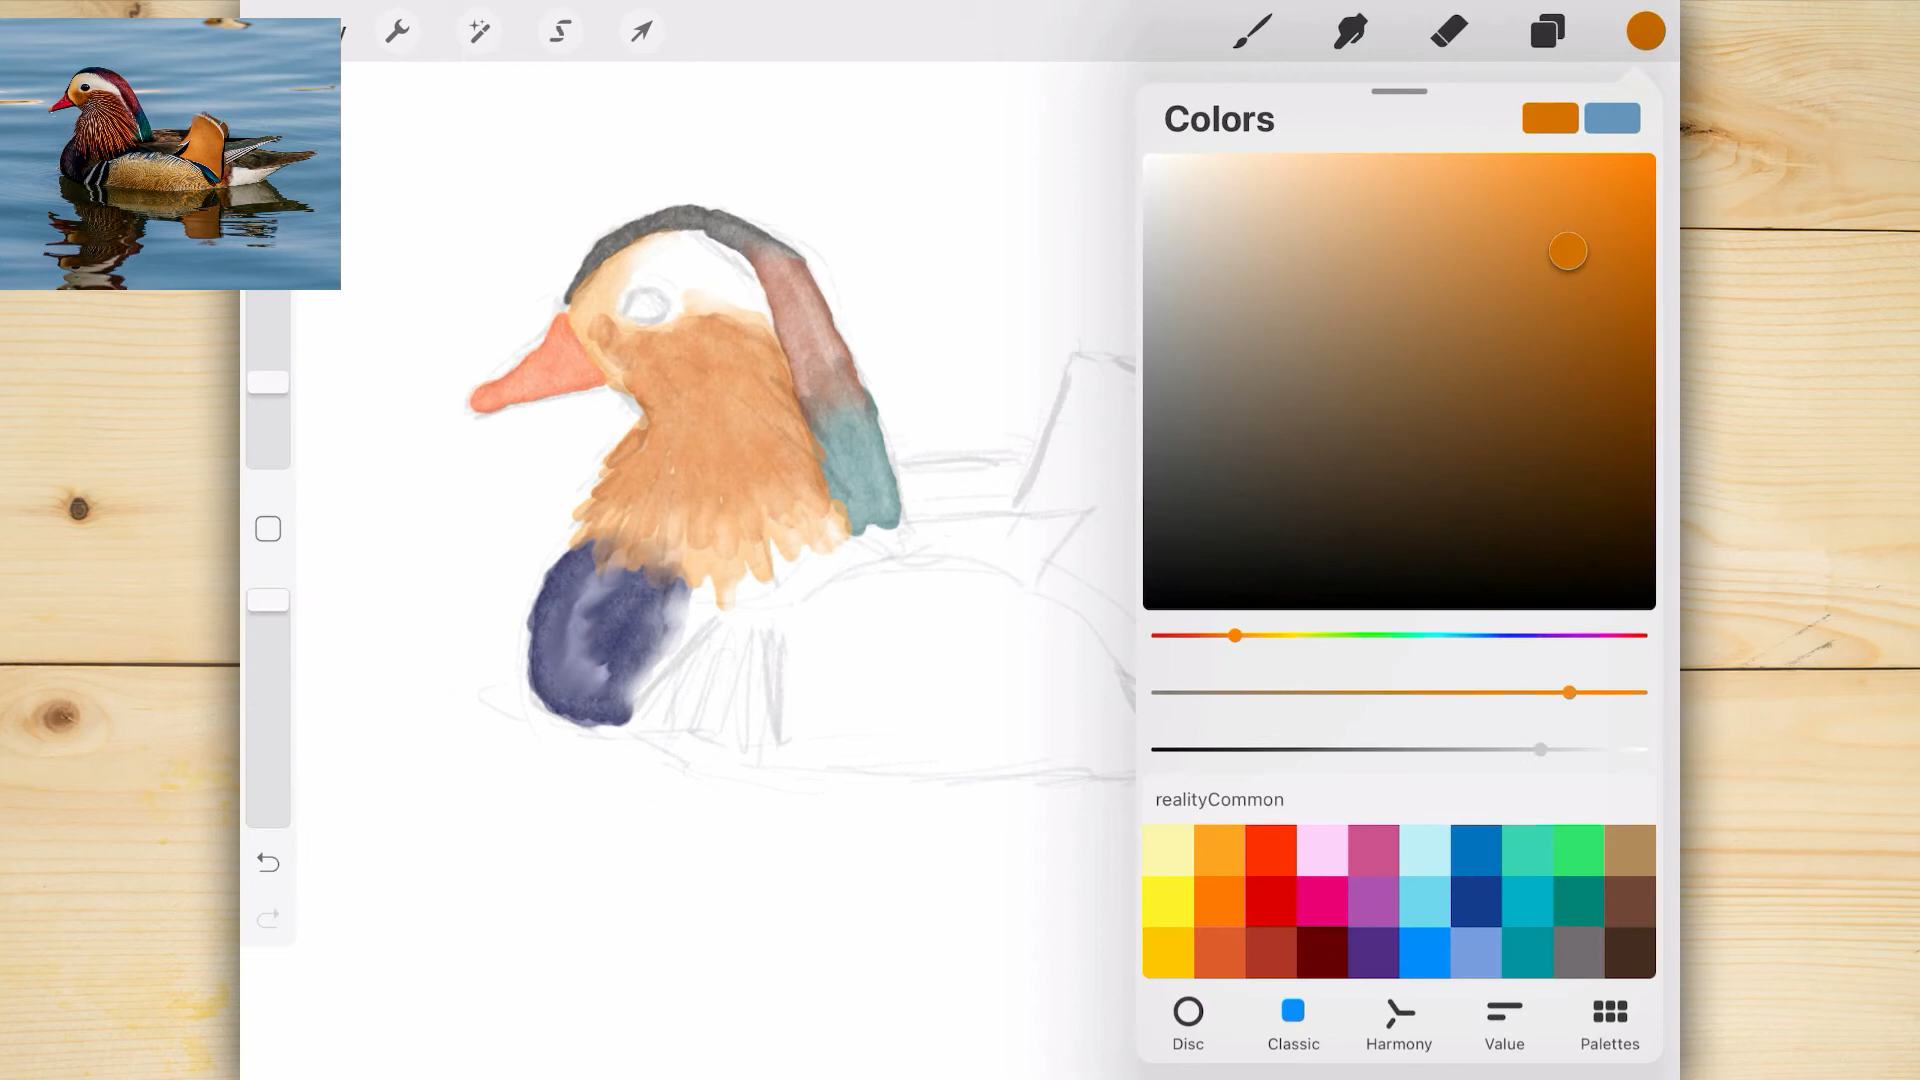 Colors
realityCommon
Disc
Classic
Harmony
Value
Palettes